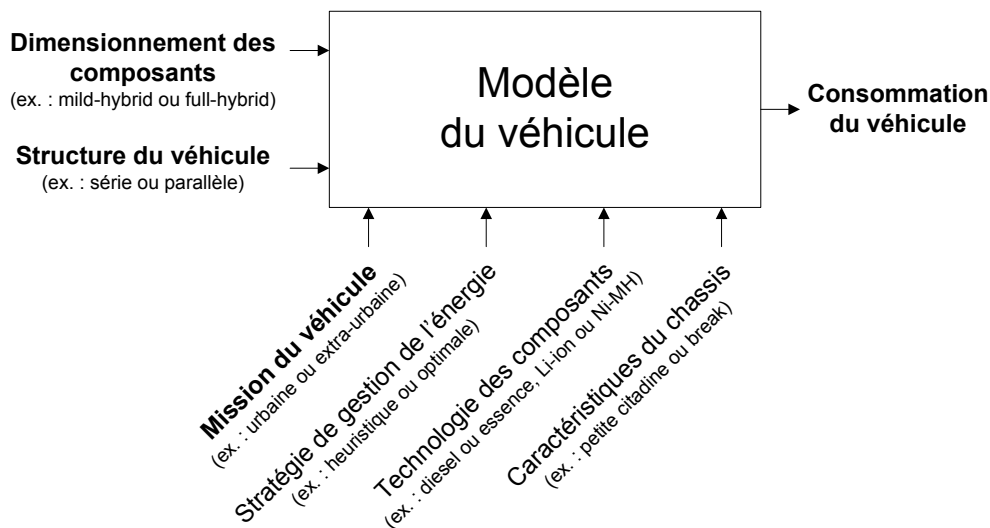 Dimensionnement des
composants
(ex. : mild-hybrid ou full-hybrid)
Structure du véhicule
(ex. : série ou parallèle)
Modèle
du véhicule
Consommation
du véhicule
Mission du véhicule
(ex. : urbaine ou extra-urbaine)
Stratégie de gestion de l'énergie
(ex. : heuristique ou optimale)
Technologie des composants
(ex. : diesel ou essence, Li-ion ou Ni-MH)
Caractéristiques du chassis
(ex. : petite citadine ou break)